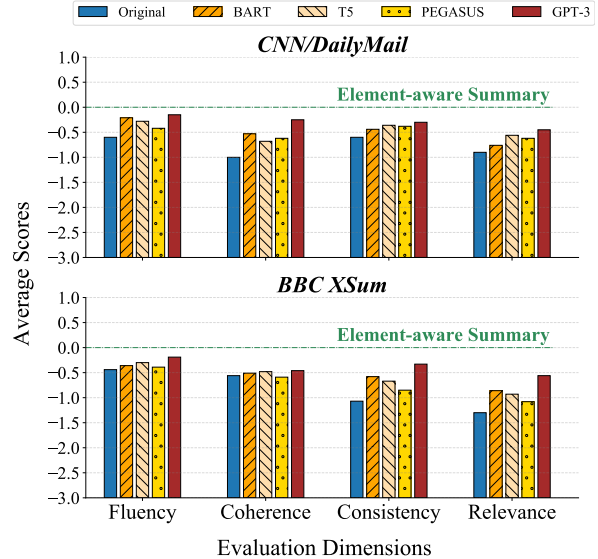 Original BART T5 PEGASUS GPT-3
CNN/DailyMail
1.0
0.5
0.0
−0.5
−1.0
−1.5
−2.0
−2.5
−3.0
Element-aware Summary
BBC XSum
1.0
0.5
0.0
−0.5
−1.0
−1.5
−2.0
−2.5
−3.0
Element-aware Summary
Average Scores
Fluency Coherence Consistency Relevance
Evaluation Dimensions